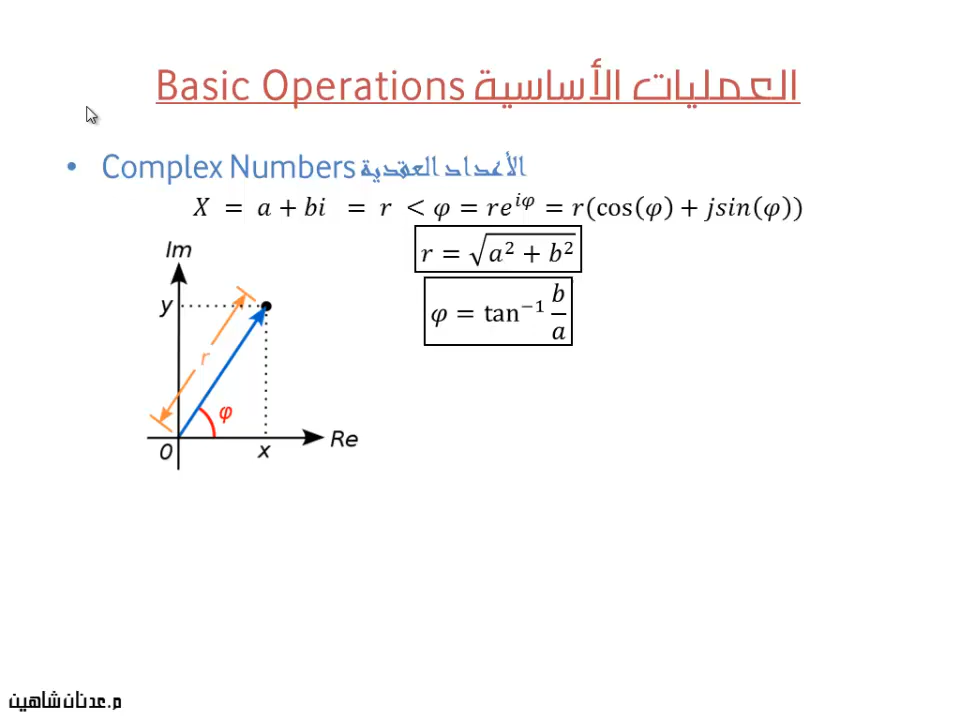 Basic Operations العمليات الأساسية
• Complex Numbers الأعداد العقدية
X = a + bi = r < φ = re^{iφ} = r(cos(φ) + jsin(φ))
r = √(a² + b²)
φ = tan⁻¹ b/a
Im
y
r
φ
0
x
Re
م.عدنان شاهين